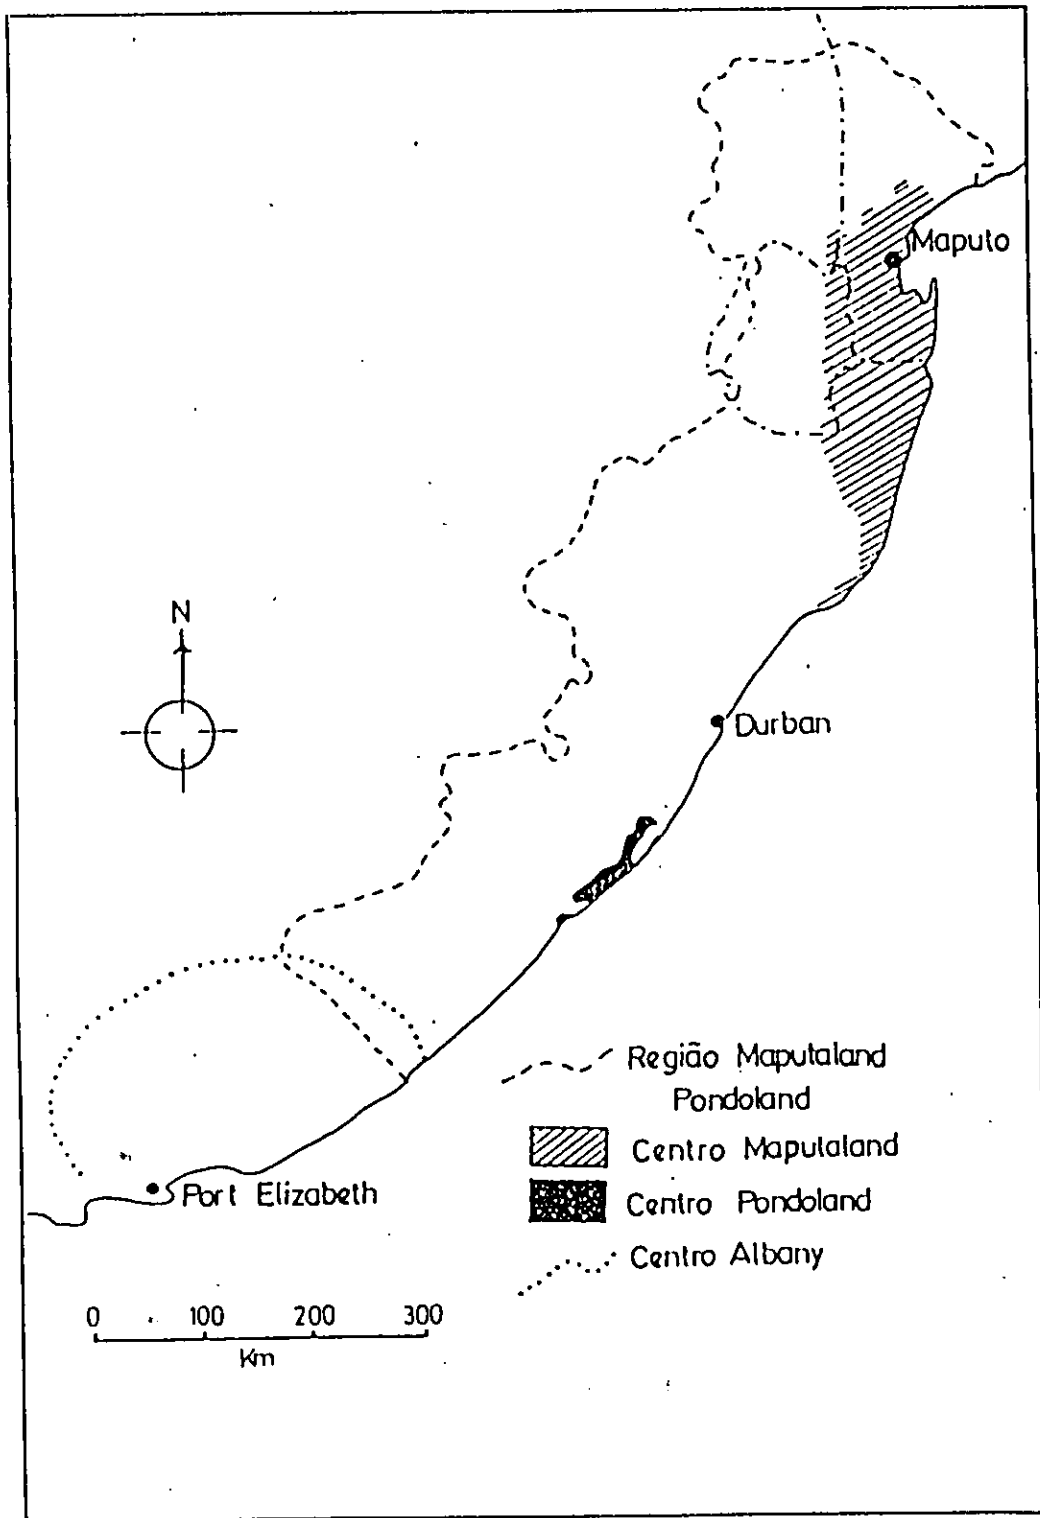 Maputo
N
Durban
Região Maputaland
Pondoland
Centro Maputaland
Centro Pondoland
Port Elizabeth
Centro Albany
0 100 200 300
Km